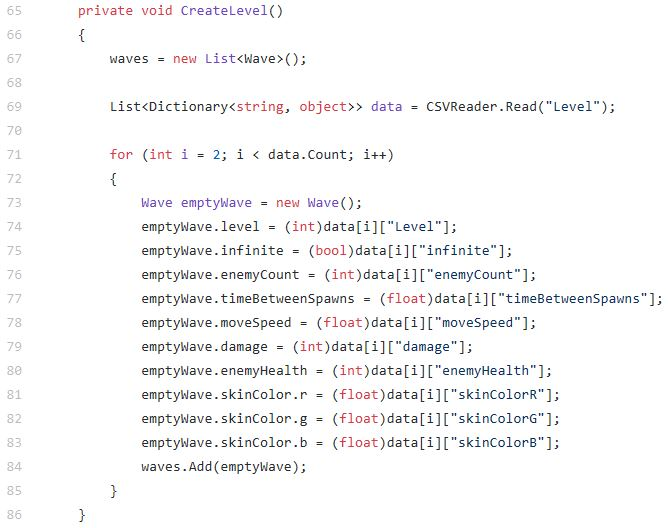 65 private void CreateLevel()
66 {
67 waves = new List<Wave>();
68
69 List<Dictionary<string, object>> data = CSVReader.Read("Level");
70
71 for (int i = 2; i < data.Count; i++)
72 {
73 Wave emptyWave = new Wave();
74 emptyWave.level = (int)data[i]["Level"];
75 emptyWave.infinite = (bool)data[i]["infinite"];
76 emptyWave.enemyCount = (int)data[i]["enemyCount"];
77 emptyWave.timeBetweenSpawns = (float)data[i]["timeBetweenSpawns"];
78 emptyWave.moveSpeed = (float)data[i]["moveSpeed"];
79 emptyWave.damage = (int)data[i]["damage"];
80 emptyWave.enemyHealth = (int)data[i]["enemyHealth"];
81 emptyWave.skinColor.r = (float)data[i]["skinColorR"];
82 emptyWave.skinColor.g = (float)data[i]["skinColorG"];
83 emptyWave.skinColor.b = (float)data[i]["skinColorB"];
84 waves.Add(emptyWave);
85 }
86 }